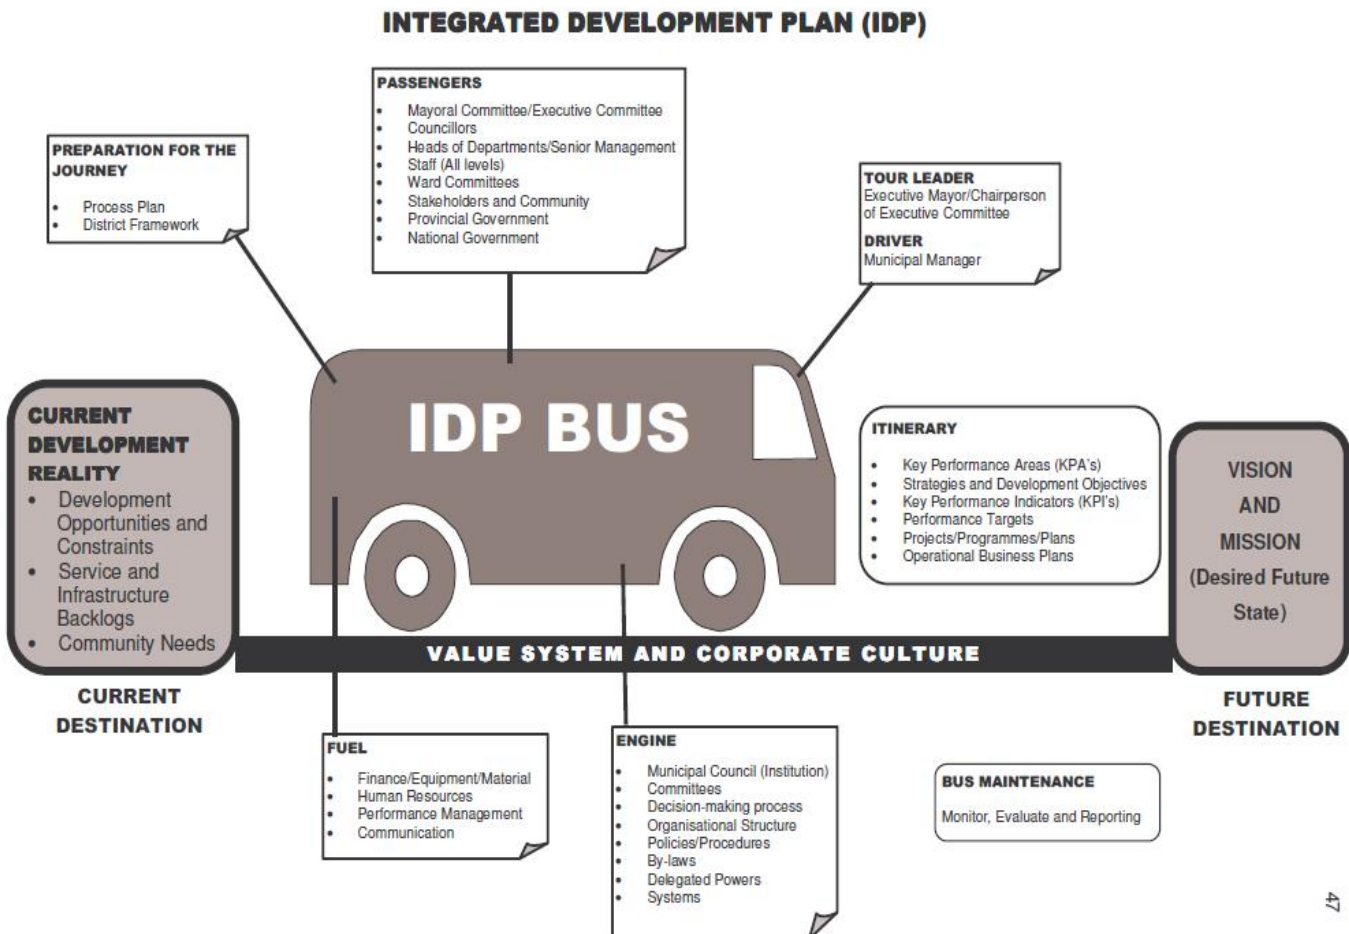 INTEGRATED DEVELOPMENT PLAN (IDP)
PASSENGERS
• Mayoral Committee/Executive Committee
• Councillors
• Heads of Departments/Senior Management
• Staff (All levels)
• Ward Committees
• Stakeholders and Community
• Provincial Government
• National Government
PREPARATION FOR THE
JOURNEY
• Process Plan
• District Framework
TOUR LEADER
Executive Mayor/Chairperson
of Executive Committee
DRIVER
Municipal Manager
IDP BUS
CURRENT
DEVELOPMENT
REALITY
• Development
Opportunities and
Constraints
• Service and
Infrastructure
Backlogs
• Community Needs
ITINERARY
• Key Performance Areas (KPA's)
• Strategies and Development Objectives
• Key Performance Indicators (KPI's)
• Performance Targets
• Projects/Programmes/Plans
• Operational Business Plans
VISION
AND
MISSION
(Desired Future
State)
VALUE SYSTEM AND CORPORATE CULTURE
CURRENT
DESTINATION
FUTURE
DESTINATION
FUEL
• Finance/Equipment/Material
• Human Resources
• Performance Management
• Communication
ENGINE
• Municipal Council (Institution)
• Committees
• Decision-making process
• Organisational Structure
• Policies/Procedures
• By-laws
• Delegated Powers
• Systems
BUS MAINTENANCE
Monitor, Evaluate and Reporting
47